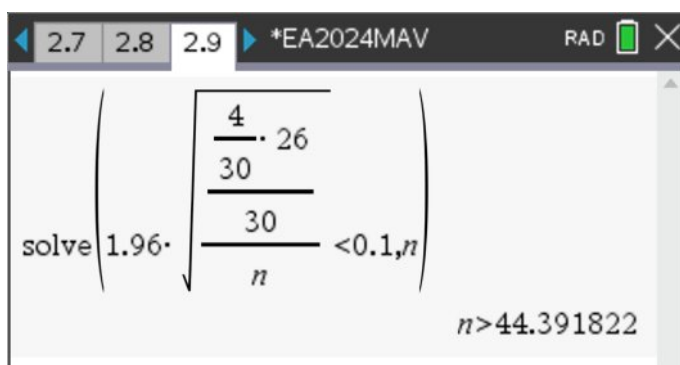 2.7 2.8 2.9 *EA2024MAV RAD
solve(1.96·√(((4/30·26)/30)/n)<0.1,n)
n>44.391822